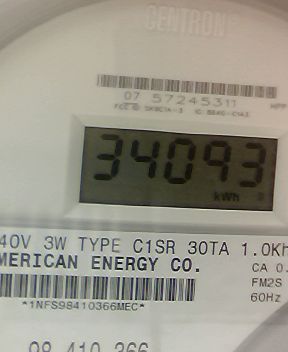 CENTRON
07 57245311
34093
kWh
40V 3W TYPE C1SR 30TA 1.0Kh
MERICAN ENERGY CO.
CA 0.
FM2S
60Hz
*1NFS98410366MEC*
98 410 366